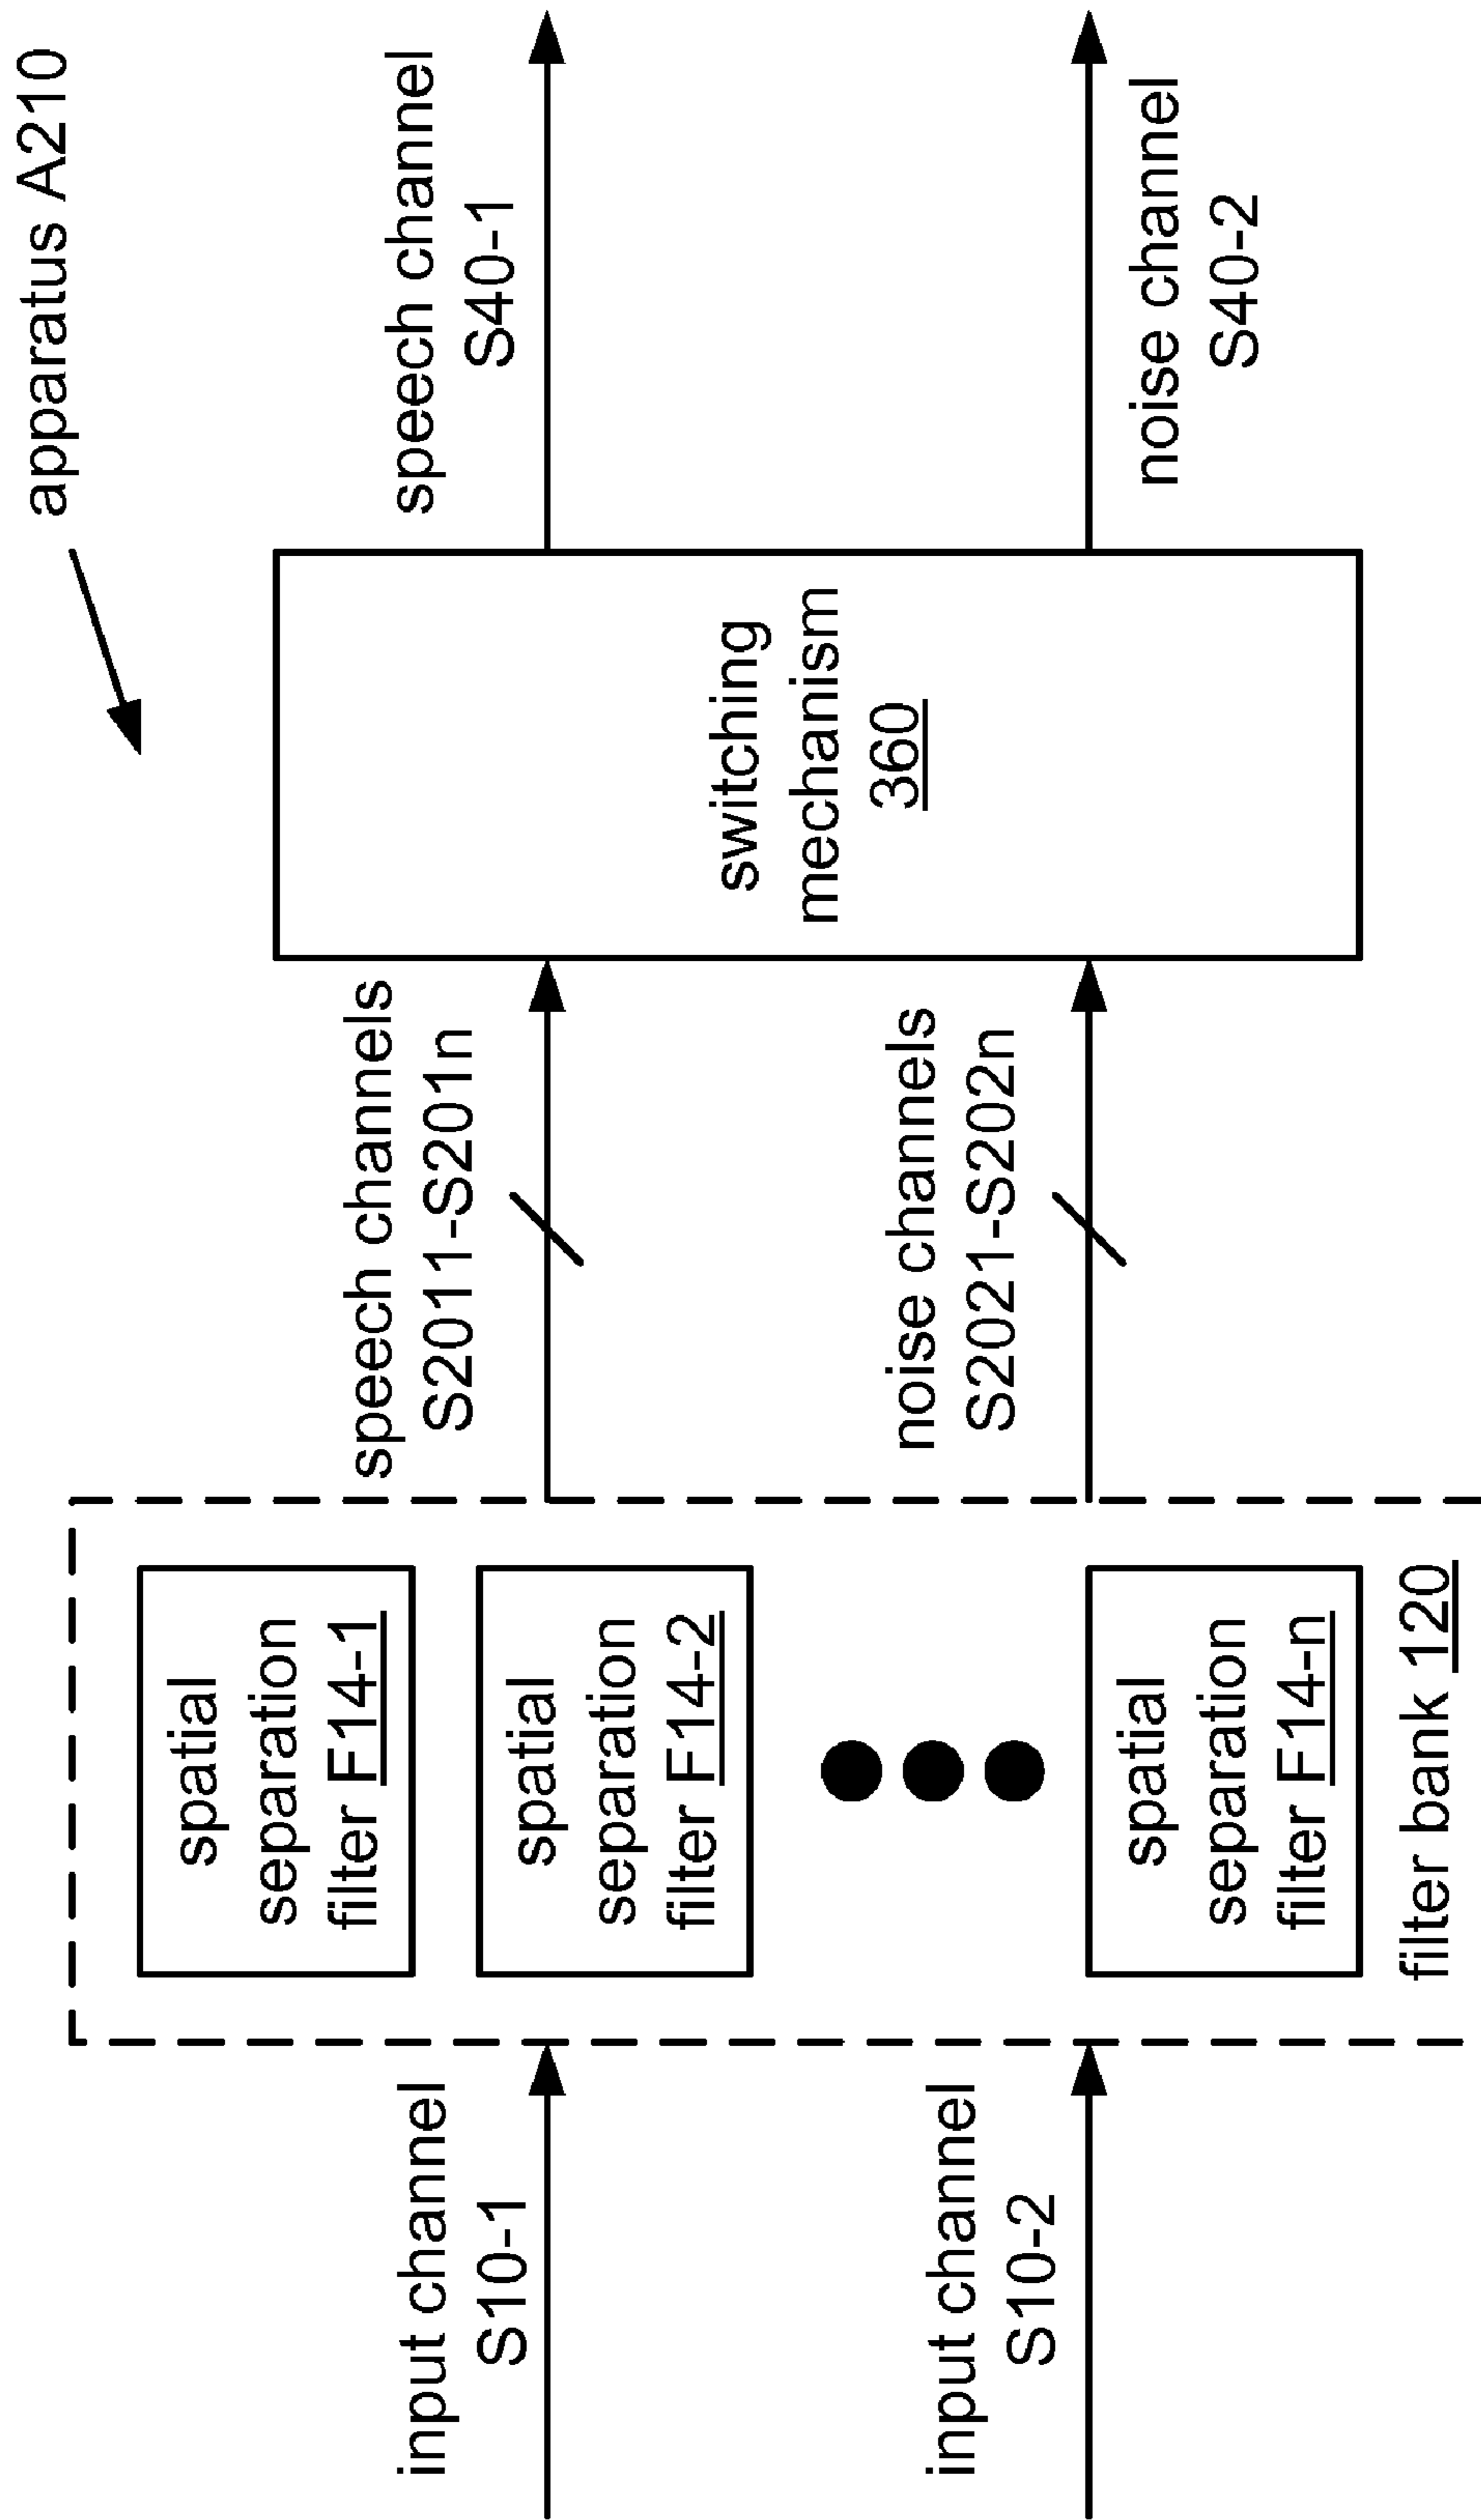 apparatus A210
input channel
S10-1
input channel
S10-2
spatial
separation
filter F14-1
spatial
separation
filter F14-2
spatial
separation
filter F14-n
filter bank 120
speech channels
S2011-S201n
noise channels
S2021-S202n
switching
mechanism
360
speech channel
S40-1
noise channel
S40-2